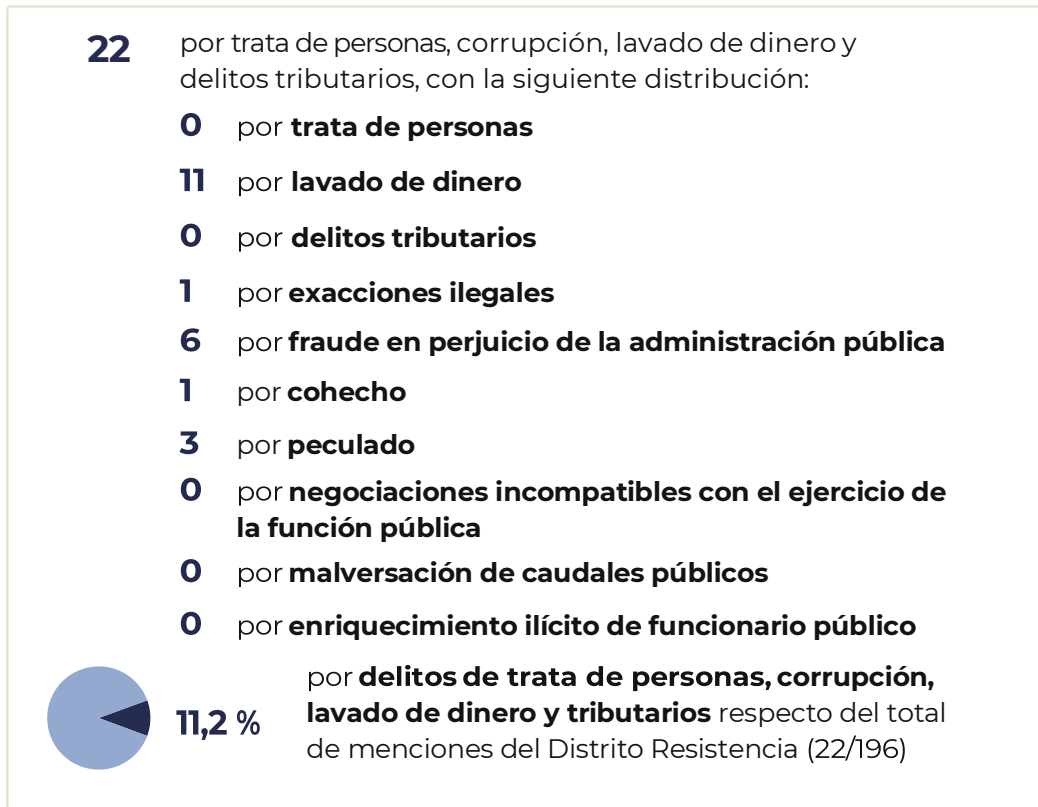 22 por trata de personas, corrupción, lavado de dinero y
delitos tributarios, con la siguiente distribución:
0 por trata de personas
11 por lavado de dinero
0 por delitos tributarios
1 por exacciones ilegales
6 por fraude en perjuicio de la administración pública
1 por cohecho
3 por peculado
0 por negociaciones incompatibles con el ejercicio de
la función pública
0 por malversación de caudales públicos
0 por enriquecimiento ilícito de funcionario público
11,2 %
por delitos de trata de personas, corrupción,
lavado de dinero y tributarios respecto del total
de menciones del Distrito Resistencia (22/196)